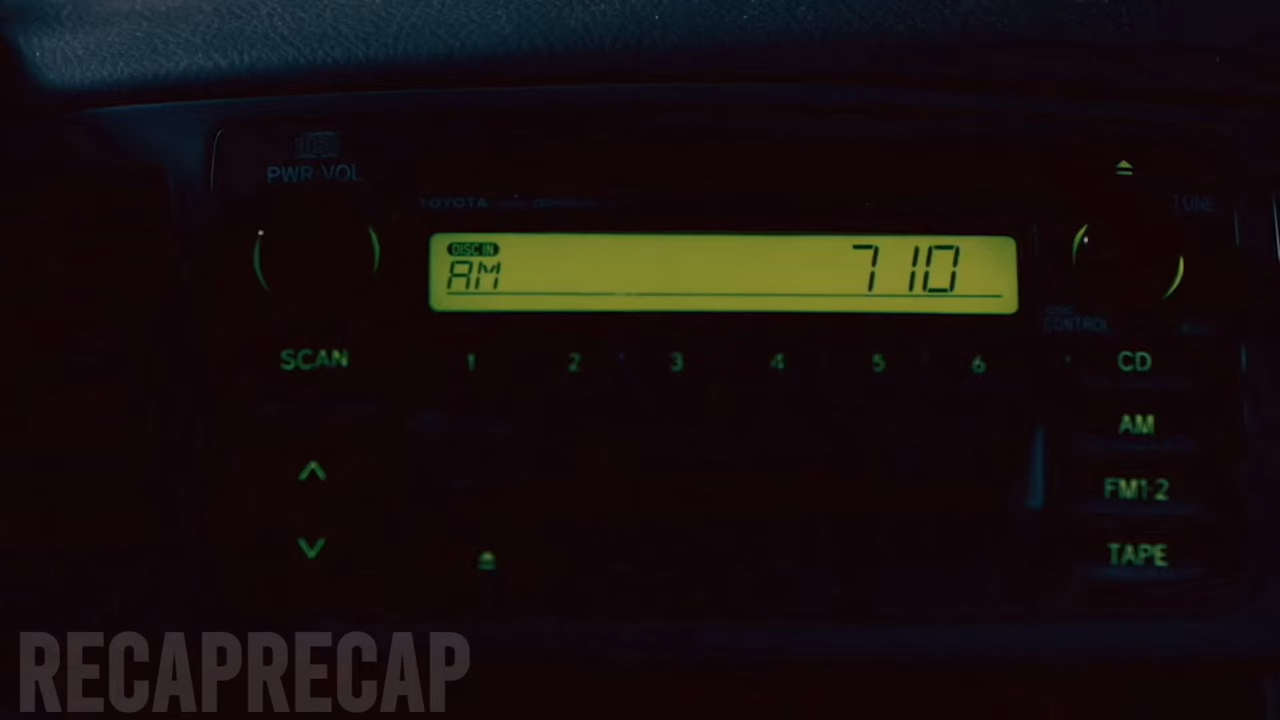 PWR·VOL
TOYOTA
TUNE
DISC IN
AM 710
CONTROL
SCAN 1 2 3 4 5 6 CD
AM
FM1·2
TAPE
RECAPRECAP